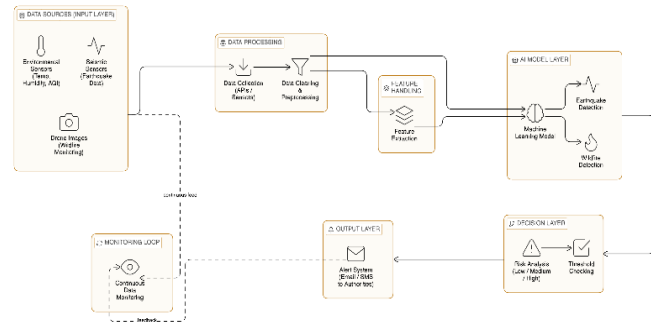 DATA SOURCES (INPUT LAYER)
Environmental
Sensors
(Temp,
Humidity, AQI)
Seismic
Sensors
(Earthquake
Data)
Drone Images
(Wildfire
Monitoring)
DATA PROCESSING
Data Collection
(APIs /
Sensors)
Data Cleaning
&
Preprocessing
FEATURE
HANDLING
Feature
Extraction
AI MODEL LAYER
Machine
Learning Model
Earthquake
Detection
Wildfire
Detection
continuous loop
MONITORING LOOP
Continuous
Data
Monitoring
feedback
OUTPUT LAYER
Alert System
(Email / SMS
to Authorities)
DECISION LAYER
Risk Analysis
(Low / Medium
/ High)
Threshold
Checking